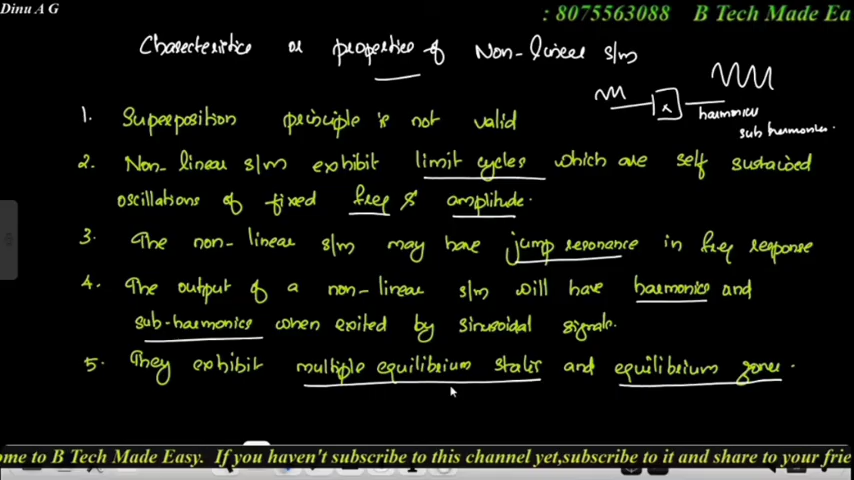 Dinu A G
: 8075563088 B Tech Made Ea
Characteristics or properties of Non-linear s/m
x
harmonics
sub harmonics.
1. Superposition principle is not valid
2. Non-linear s/m exhibit limit cycles which are self sustained
oscillations of fixed freq & amplitude.
3. The non-linear s/m may have jump resonance in freq response
4. The output of a non-linear s/m will have harmonics and
sub-harmonics when exited by sinusoidal signals.
5. They exhibit multiple equilibrium states and equilibrium zones.
ome to B Tech Made Easy. If you haven't subscribe to this channel yet,subscribe to it and share to your frie